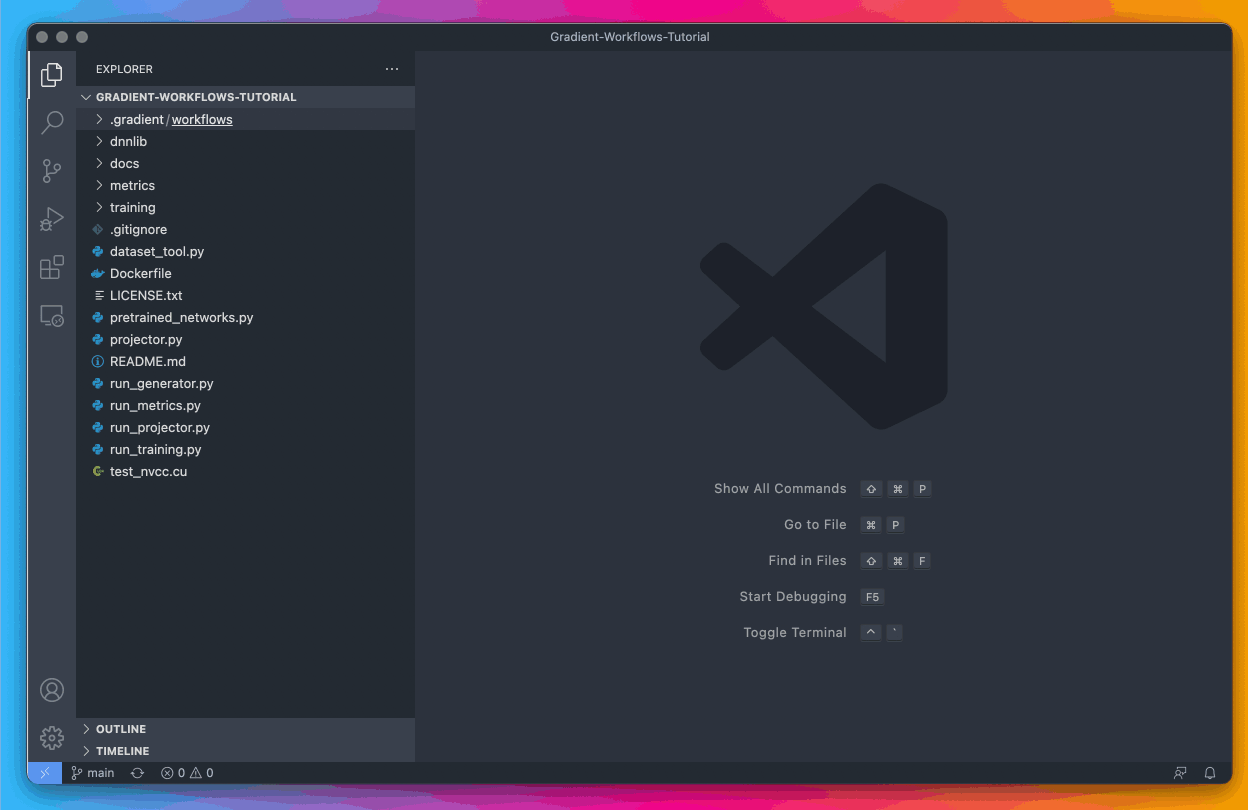 Gradient-Workflows-Tutorial
EXPLORER
GRADIENT-WORKFLOWS-TUTORIAL
.gradient/workflows
dnnlib
docs
metrics
training
.gitignore
dataset_tool.py
Dockerfile
LICENSE.txt
pretrained_networks.py
projector.py
README.md
run_generator.py
run_metrics.py
run_projector.py
run_training.py
test_nvcc.cu
Show All Commands ⇧ ⌘ P
Go to File ⌘ P
Find in Files ⇧ ⌘ F
Start Debugging F5
Toggle Terminal ^ `
OUTLINE
TIMELINE
main 0 0